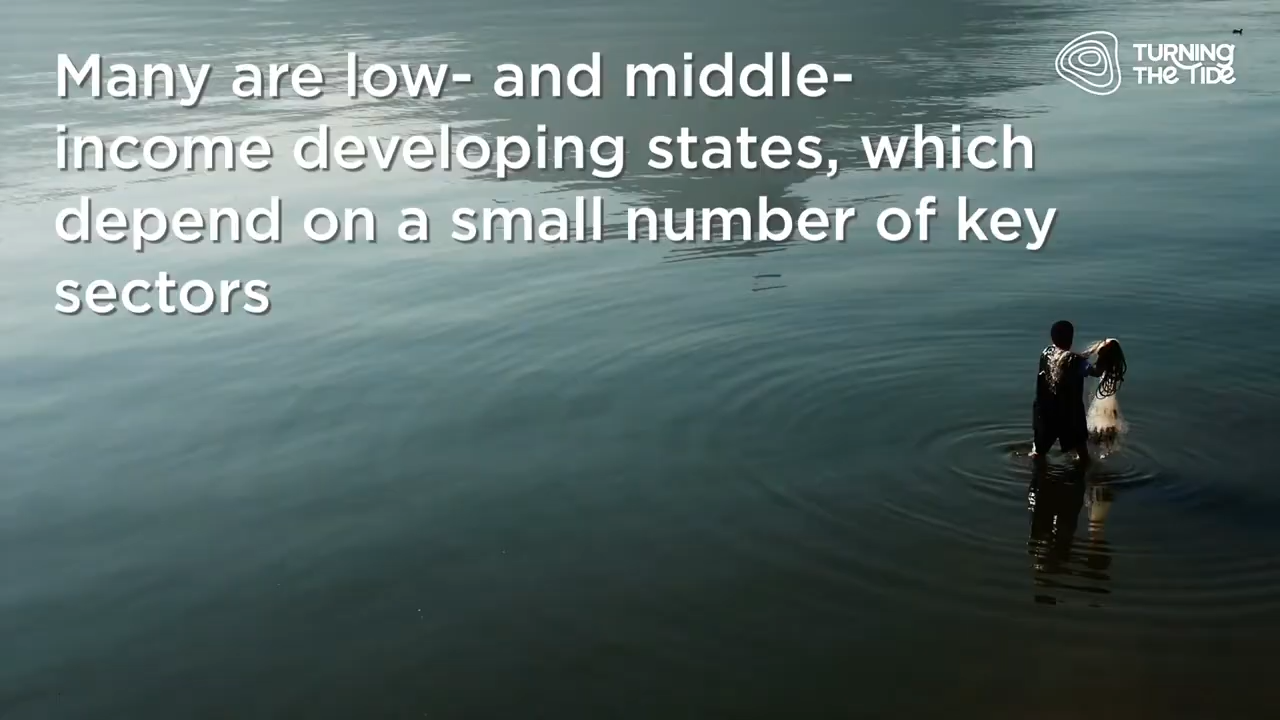 Many are low- and middle-
income developing states, which
depend on a small number of key
sectors
TURNING
THE TIDE